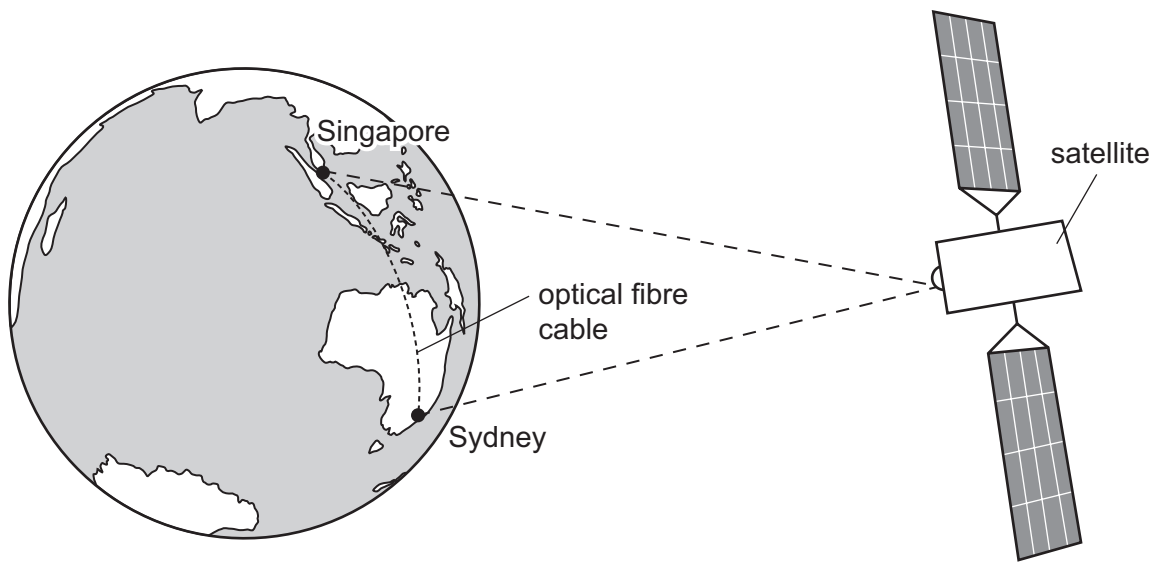 Singapore
satellite
optical fibre
cable
Sydney